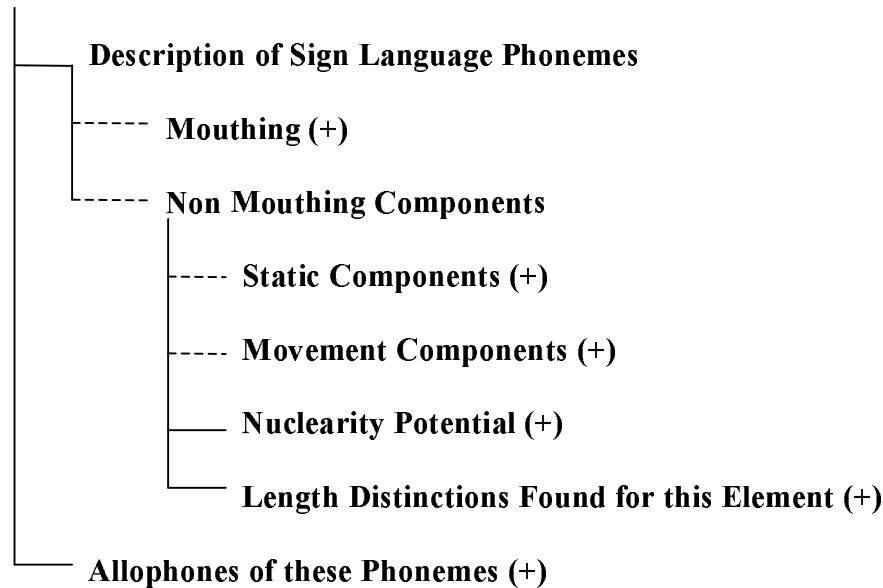 Description of Sign Language Phonemes
Mouthing (+)
Non Mouthing Components
Static Components (+)
Movement Components (+)
Nuclearity Potential (+)
Length Distinctions Found for this Element (+)
Allophones of these Phonemes (+)